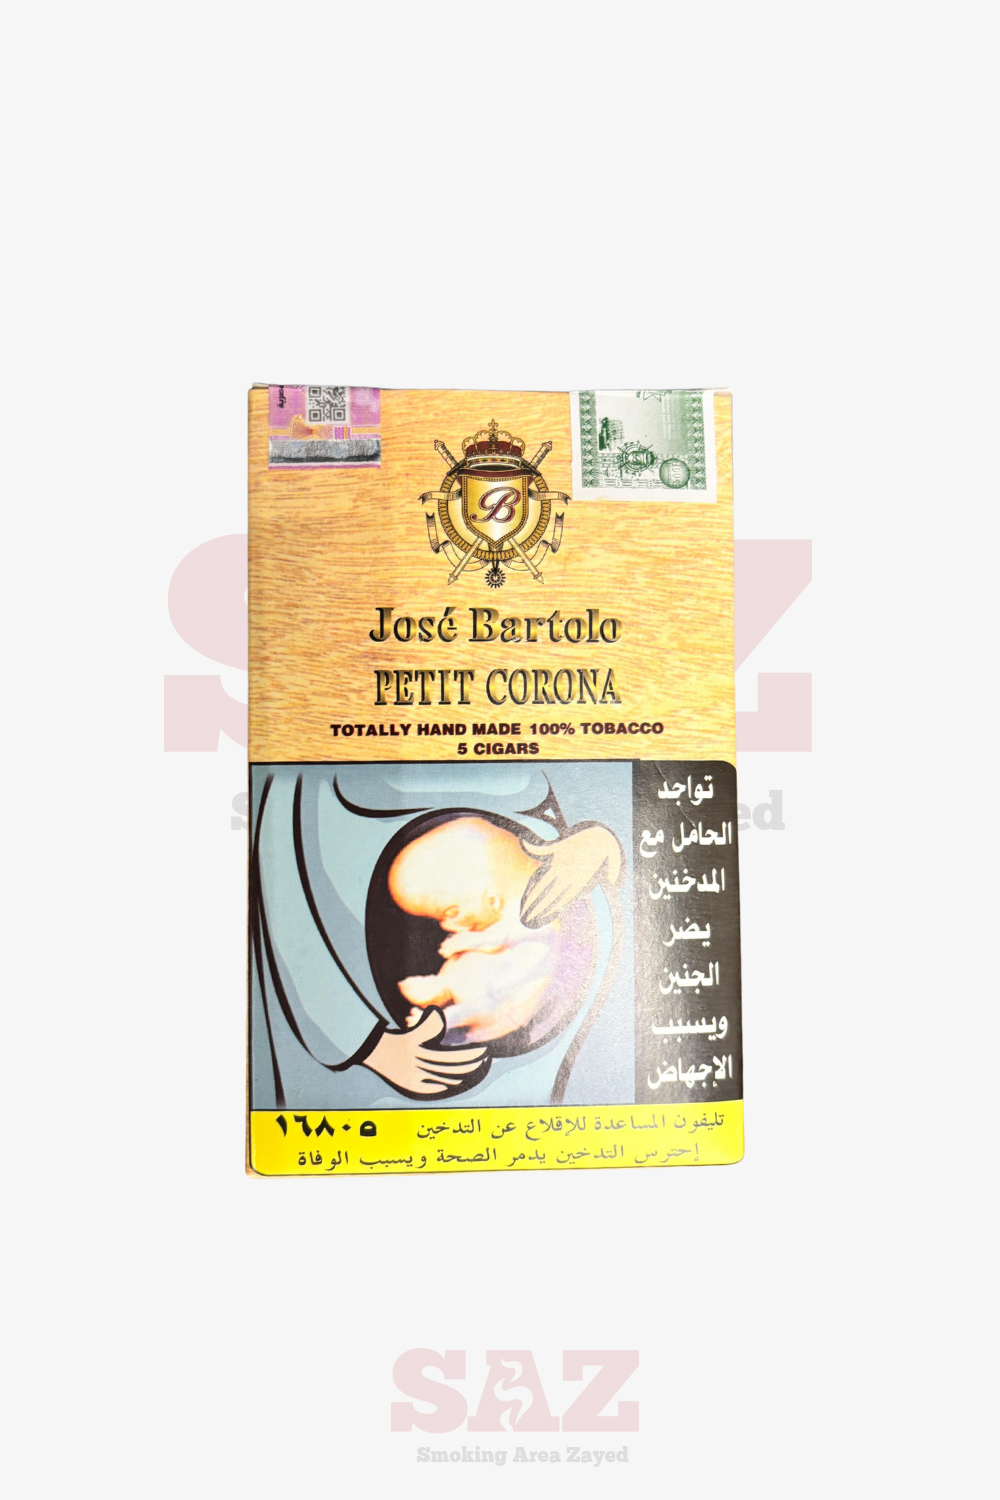 B
José Bartolo
PETIT CORONA
TOTALLY HAND MADE 100% TOBACCO
5 CIGARS
تواجد
الحامل مع
المدخنين
يضر
الجنين
ويسبب
الإجهاض
تليفون المساعدة للإقلاع عن التدخين ١٦٨٠٥
إحترس التدخين يدمر الصحة ويسبب الوفاة
SAZ
Smoking Area Zayed